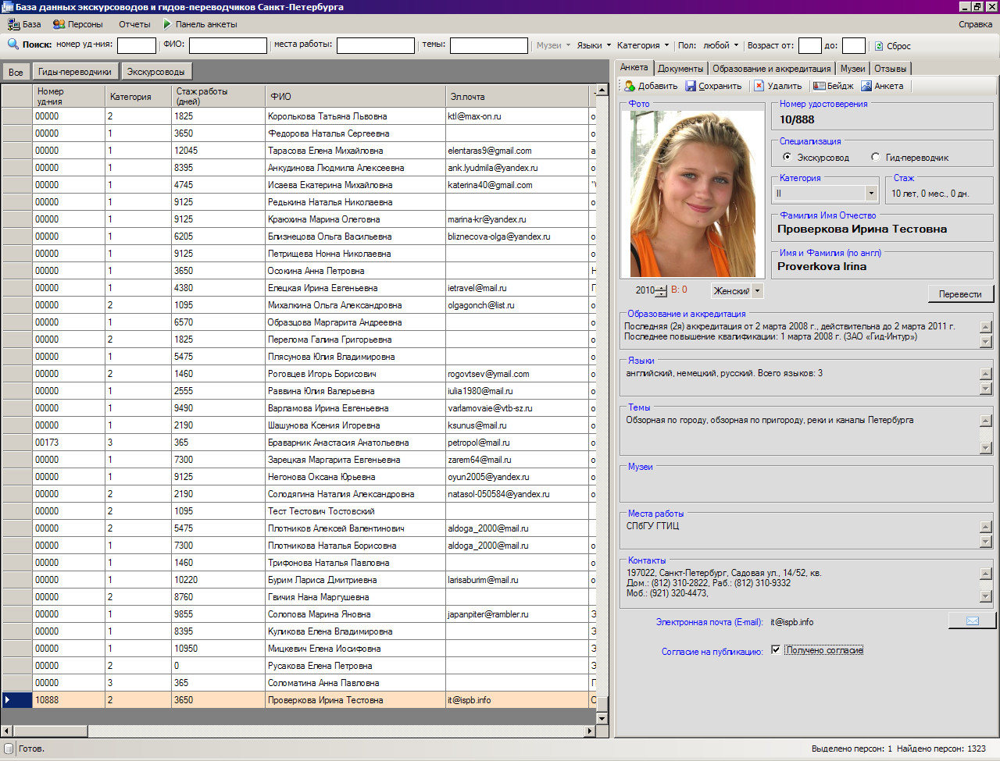 База данных экскурсоводов и гидов-переводчиков Санкт-Петербурга
База Персоны Отчеты Панель анкеты Справка
Поиск: номер уд-ния: ФИО: места работы: темы: Музеи Языки Категория Пол: любой Возраст от: до: Сброс
Все Гиды-переводчики Экскурсоводы
Номер уд-ния Категория Стаж работы (дней) ФИО Эл.почта
00000 2 1825 Королькова Татьяна Львовна ktl@max-on.ru о
00000 1 3650 Федорова Наталья Сергеевна о
00000 1 12045 Тарасова Елена Михайловна elentaras9@gmail.com а
00000 1 8395 Анкудинова Людмила Алексеевна ank.lyudmila@yandex.ru о
00000 1 4745 Исаева Екатерина Михайловна katerina40@gmail.com
00000 1 9125 Редькина Наталья Николаевна о
00000 1 9125 Краюхина Марина Олеговна marina-kr@yandex.ru о
00000 1 6205 Близнецова Ольга Васильевна bliznecova-olga@yandex.ru о
00000 1 9125 Петрищева Нонна Николаевна о
00000 1 3650 Осокина Анна Петровна Н
00000 1 4380 Елецкая Ирина Евгеньевна ietravel@mail.ru Г
00000 2 1095 Михалкина Ольга Александровна olgagonch@list.ru о
00000 1 6570 Образцова Маргарита Андреевна о
00000 2 1825 Перелома Галина Григорьевна о
00000 1 5475 Плясунова Юлия Владимировна о
00000 2 1460 Роговцев Игорь Борисович rogovtsev@ymail.com о
00000 1 2555 Раввина Юлия Валерьевна iulia1980@mail.ru о
00000 1 9490 Варламова Ирина Евгеньевна varlamovaie@vtb-sz.ru о
00000 1 2190 Шашунова Ксения Игоревна ksunus@mail.ru о
00173 3 365 Браварник Анастасия Анатольевна petropol@mail.ru о
00000 1 7300 Зарецкая Маргарита Евгеньевна zarem64@mail.ru о
00000 1 9125 Негонова Оксана Юрьевна oyun2005@yandex.ru о
00000 2 2190 Солодягина Наталия Александровна natasol-050584@yandex.ru о
00000 2 1095 Тест Тестович Тостовский
00000 2 5475 Плотников Алексей Валентинович aldoga_2000@mail.ru о
00000 1 7300 Плотникова Наталья Борисовна aldoga_2000@mail.ru о
00000 1 1460 Трифонова Наталья Павловна о
00000 1 10220 Бурим Лариса Дмитриевна larisaburim@mail.ru о
00000 2 8760 Гвичия Нана Маргушевна
00000 1 9855 Солопова Марина Яновна japanpiter@rambler.ru Э
00000 1 8395 Куликова Елена Владимировна Э
00000 1 10950 Мицкевич Елена Иосифовна Э
00000 2 0 Русакова Елена Петровна Э
00000 3 365 Соломатина Анна Павловна Г
10888 2 3650 Проверкова Ирина Тестовна it@ispb.info О
Анкета Документы Образование и аккредитация Музеи Отзывы
Добавить Сохранить Удалить Бейдж Анкета
Фото
2010 В: 0 Женский
Номер удостоверения
10/888
Специализация
Экскурсовод Гид-переводчик
Категория Стаж
II 10 лет, 0 мес., 0 дн.
Фамилия Имя Отчество
Проверкова Ирина Тестовна
Имя и Фамилия (по англ)
Proverkova Irina
Перевести
Образование и аккредитация
Последняя (2я) аккредитация от 2 марта 2008 г., действительна до 2 марта 2011 г.
Последнее повышение квалификации: 1 марта 2008 г. (ЗАО «Гид-Интур»)
Языки
английский, немецкий, русский. Всего языков: 3
Темы
Обзорная по городу, обзорная по пригороду, реки и каналы Петербурга
Музеи
Места работы
СПбГУ ГТИЦ
Контакты
197022, Санкт-Петербург, Садовая ул., 14/52, кв.
Дом.: (812) 310-2822, Раб.: (812) 310-9332
Моб.: (921) 320-4473,
Электронная почта (E-mail): it@ispb.info
Согласие на публикацию: Получено согласие
Готов. Выделено персон: 1 Найдено персон: 1323